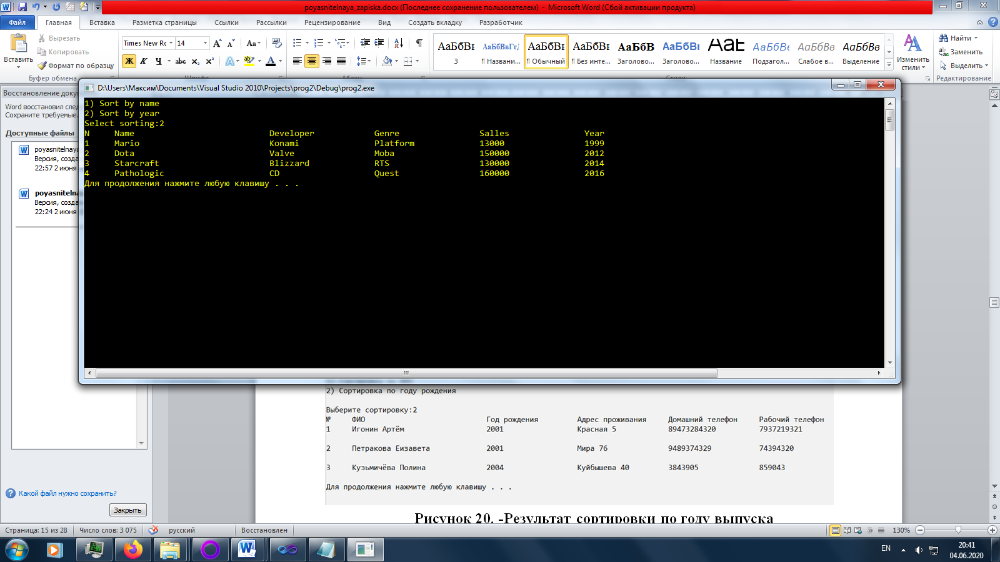 poyasnitelnaya_zapiska.docx (Последнее сохранение пользователем) - Microsoft Word (Сбой активации продукта)
Файл Главная Вставка Разметка страницы Ссылки Рассылки Рецензирование Вид Создать вкладку Разработчик
Вставить
Вырезать
Копировать
Формат по образцу
Буфер обмена
Times New Ro 14
Ж К Ч abc x₂ x²
Шрифт
Абзац
АаБбВв АаБбВвГгД АаБбВв АаБбВв АаБбВ АаБбВв АаБ АаБбВв АаБбВв АаБбВв
З ¶ Названи... ¶ Обычный ¶ Без инте... Заголово... Заголово... Название Подзагол... Слабое в... Выделение
Стили
Изменить стили
Найти
Заменить
Выделить
Редактирование
D:\Users\Максим\Documents\Visual Studio 2010\Projects\prog2\Debug\prog2.exe
1) Sort by name
2) Sort by year
Select sorting:2
N Name Developer Genre Salles Year
1 Mario Konami Platform 13000 1999
2 Dota Valve Moba 150000 2012
3 Starcraft Blizzard RTS 130000 2014
4 Pathologic CD Quest 160000 2016
Для продолжения нажмите любую клавишу . . .
Восстановление доку
Word восстановил след
Сохраните требуемые.
Доступные файлы
poyasnitelnaya
Версия, созда
22:57 2 июня
poyasnitelna
Версия, созда
22:24 2 июня
Какой файл нужно сохранить?
Закрыть
2) Сортировка по году рождения
Выберите сортировку:2
№ ФИО Год рождения Адрес проживания Домашний телефон Рабочий телефон
1 Игонин Артём 2001 Красная 5 89473284320 7937219321
2 Петракова Еизавета 2001 Мира 76 9489374329 74394320
3 Кузьмичёва Полина 2004 Куйбышева 40 3843905 859043
Для продолжения нажмите любую клавишу . . .
Рисунок 20. -Результат сортировки по году выпуска
Страница: 15 из 28 Число слов: 3 075 русский Восстановлен 130%
EN
20:41
04.06.2020